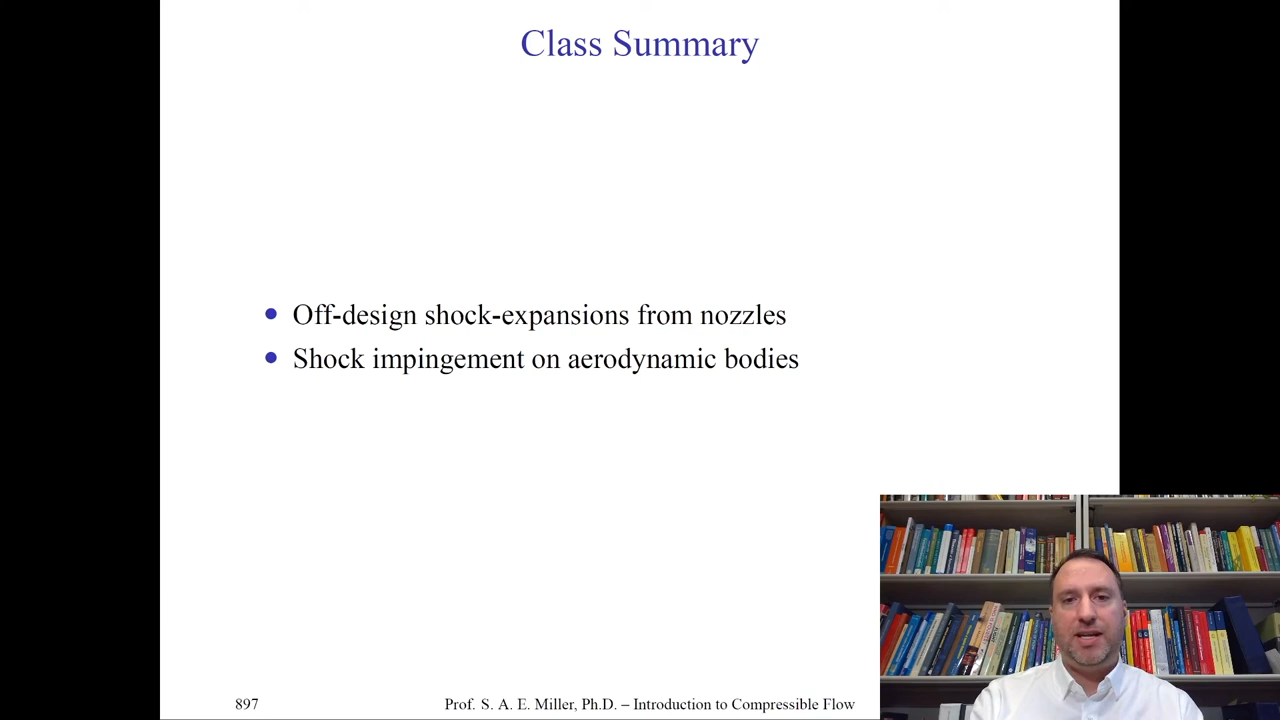 Class Summary
Off-design shock-expansions from nozzles
Shock impingement on aerodynamic bodies
897
Prof. S. A. E. Miller, Ph.D. – Introduction to Compressible Flow